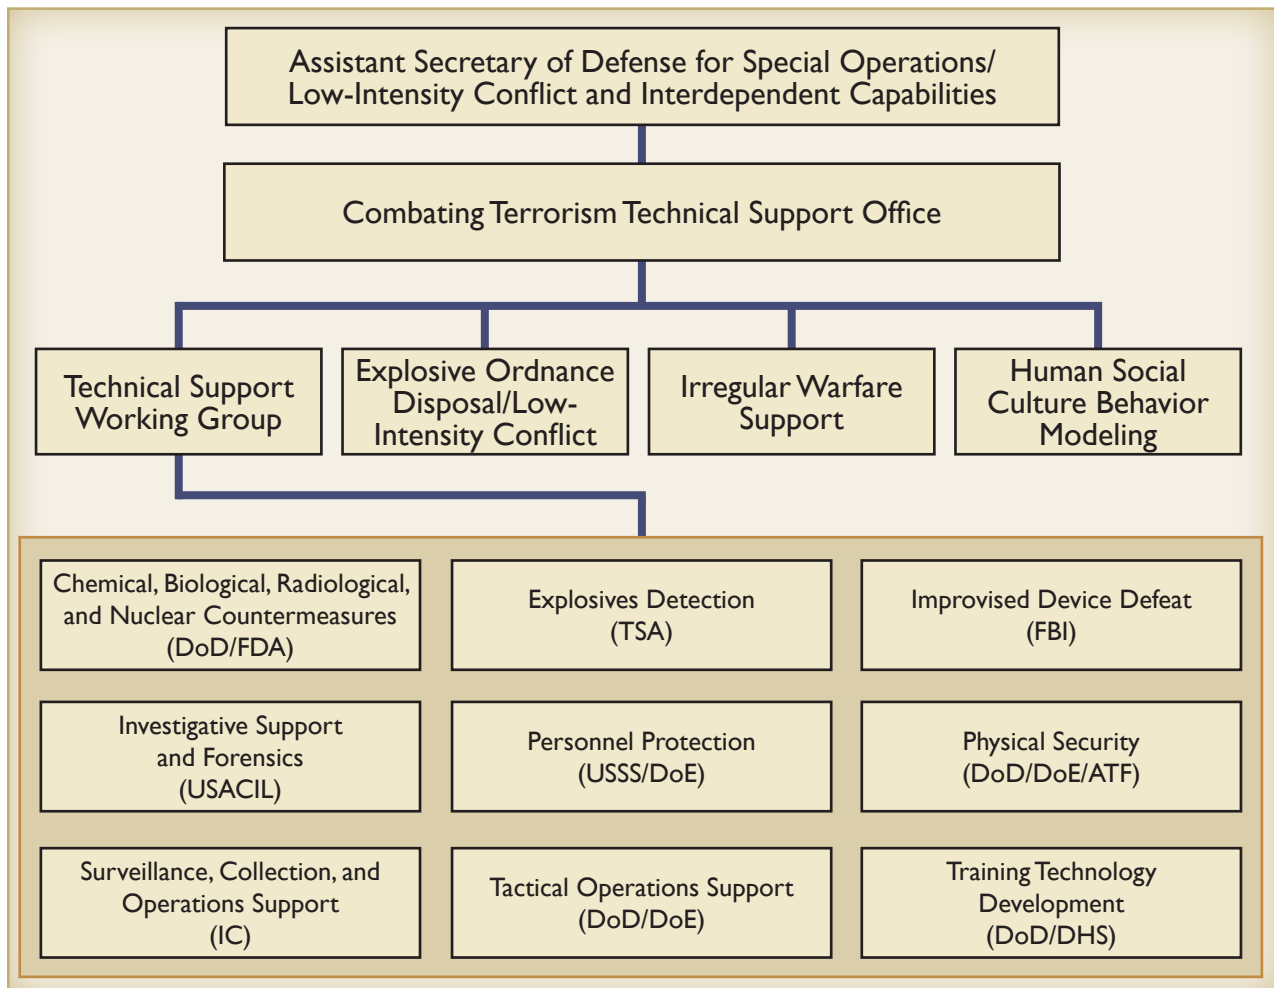 Assistant Secretary of Defense for Special Operations/
Low-Intensity Conflict and Interdependent Capabilities
Combating Terrorism Technical Support Office
Technical Support
Working Group
Explosive Ordnance
Disposal/Low-
Intensity Conflict
Irregular Warfare
Support
Human Social
Culture Behavior
Modeling
Chemical, Biological, Radiological,
and Nuclear Countermeasures
(DoD/FDA)
Explosives Detection
(TSA)
Improvised Device Defeat
(FBI)
Investigative Support
and Forensics
(USACIL)
Personnel Protection
(USSS/DoE)
Physical Security
(DoD/DoE/ATF)
Surveillance, Collection, and
Operations Support
(IC)
Tactical Operations Support
(DoD/DoE)
Training Technology
Development
(DoD/DHS)